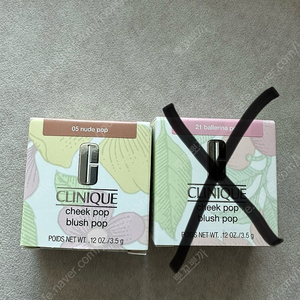 05 nude pop
CLINIQUE
cheek pop
blush pop
POIDS NET WT. .12 OZ./3.5 g
21 ballerina
CLINIQUE
cheek pop
blush pop
POIDS NET WT. .12 OZ./3.5 g